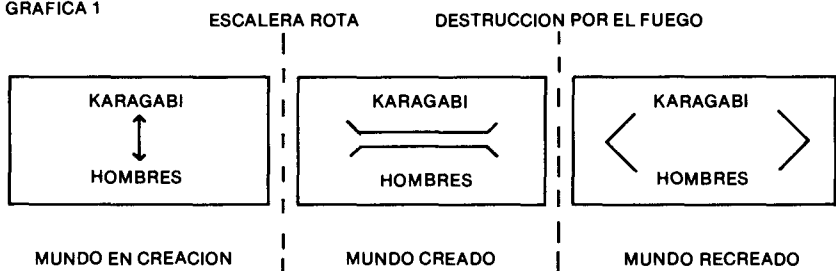 GRAFICA 1
ESCALERA ROTA DESTRUCCION POR EL FUEGO
KARAGABI KARAGABI KARAGABI
HOMBRES HOMBRES HOMBRES
MUNDO EN CREACION MUNDO CREADO MUNDO RECREADO